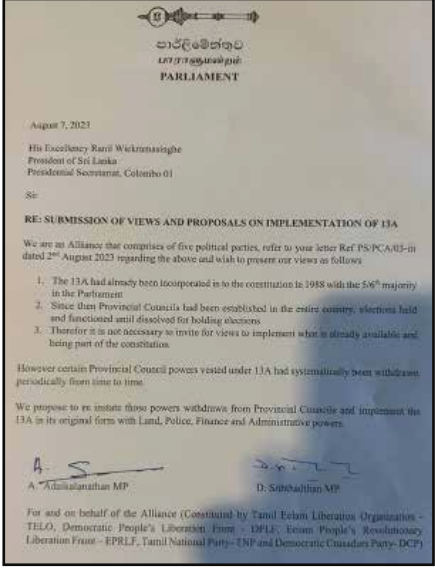 පාර්ලිමේන්තුව
பாராளுமன்றம்
PARLIAMENT
August 7, 2023
His Excellency Ranil Wickramasinghe
President of Sri Lanka
Presidential Secretariat, Colombo 01
Sir
RE: SUBMISSION OF VIEWS AND PROPOSALS ON IMPLEMENTATION OF 13A
We are an Alliance that comprises of five political parties, refer to your letter Ref PS/PCA/03-in
dated 2nd August 2023 regarding the above and wish to present our views as follows
1. The 13A had already been incorporated in to the constitution in 1988 with the 5/6th majority
in the Parliament
2. Since then Provincial Councils had been established in the entire country, elections held
and functioned until dissolved for holding elections
3. Therefor it is not necessary to invite for views to implement what is already available and
being part of the constitution.
However certain Provincial Council powers vested under 13A had systematically been withdrawn
periodically from time to time.
We propose to re instate those powers withdrawn from Provincial Councils and implement the
13A in its original form with Land, Police, Finance and Administrative powers.
A. Adaikalanathan MP
D. Siththadthan MP
For and on behalf of the Alliance (Constituted by Tamil Eelam Liberation Organization -
TELO, Democratic People's Liberation Front - DPLF, Eelam People's Revolutionary
Liberation Front – EPRLF, Tamil National Party- TNP and Democratic Crusaders Party- DCP)